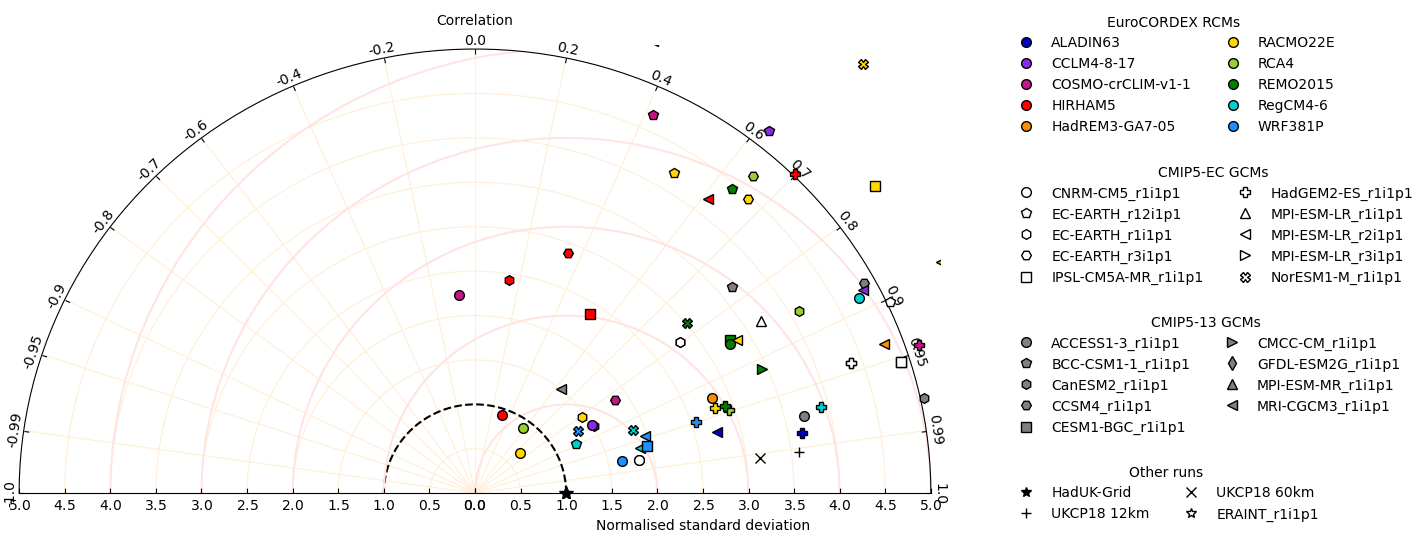 Correlation
0.0
-0.2
0.2
-0.4
0.4
-0.6
0.6
-0.7
0.7
-0.8
0.8
-0.9
0.9
-0.95
0.95
-0.99
0.99
-1.0
1.0
5.0 4.5 4.0 3.5 3.0 2.5 2.0 1.5 1.0 0.5 0.0 0.5 1.0 1.5 2.0 2.5 3.0 3.5 4.0 4.5 5.0
Normalised standard deviation
EuroCORDEX RCMs
ALADIN63 RACMO22E
CCLM4-8-17 RCA4
COSMO-crCLIM-v1-1 REMO2015
HIRHAM5 RegCM4-6
HadREM3-GA7-05 WRF381P
CMIP5-EC GCMs
CNRM-CM5_r1i1p1 HadGEM2-ES_r1i1p1
EC-EARTH_r12i1p1 MPI-ESM-LR_r1i1p1
EC-EARTH_r1i1p1 MPI-ESM-LR_r2i1p1
EC-EARTH_r3i1p1 MPI-ESM-LR_r3i1p1
IPSL-CM5A-MR_r1i1p1 NorESM1-M_r1i1p1
CMIP5-13 GCMs
ACCESS1-3_r1i1p1 CMCC-CM_r1i1p1
BCC-CSM1-1_r1i1p1 GFDL-ESM2G_r1i1p1
CanESM2_r1i1p1 MPI-ESM-MR_r1i1p1
CCSM4_r1i1p1 MRI-CGCM3_r1i1p1
CESM1-BGC_r1i1p1
Other runs
HadUK-Grid UKCP18 60km
UKCP18 12km ERAINT_r1i1p1